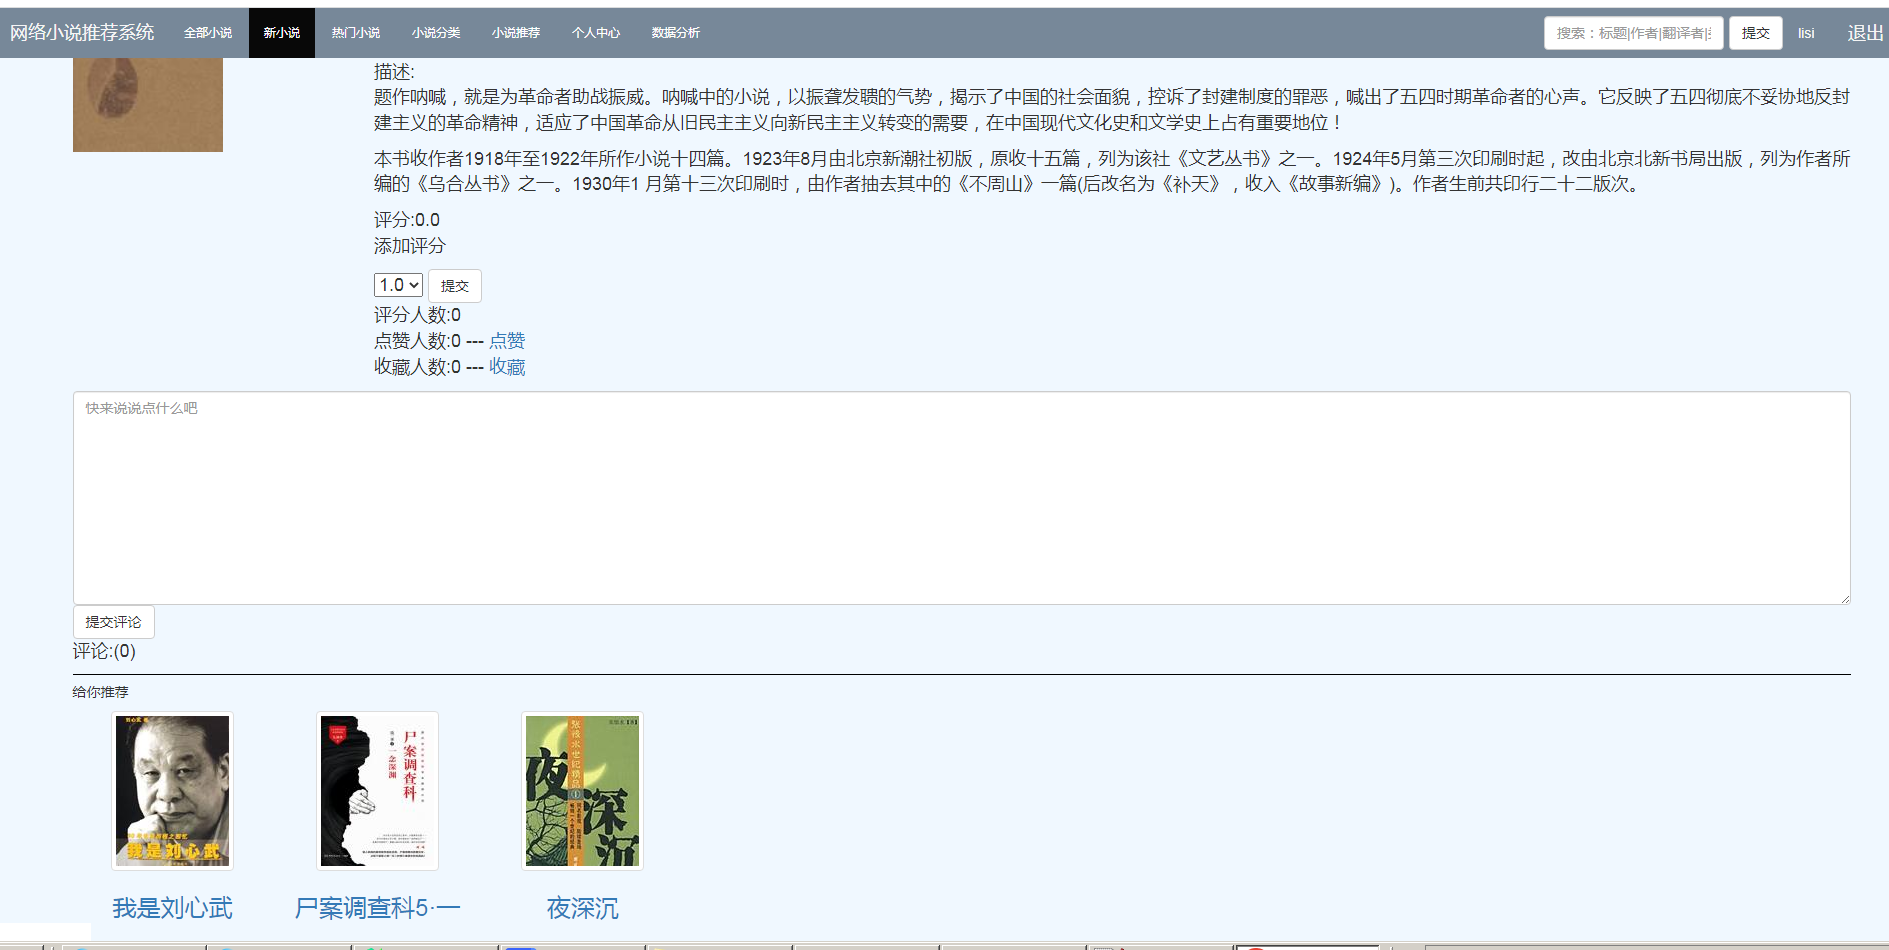 网络小说推荐系统 全部小说 新小说 热门小说 小说分类 小说推荐 个人中心 数据分析 搜索：标题|作者|翻译者| 提交 lisi 退出
描述:
题作呐喊，就是为革命者助战振威。呐喊中的小说，以振聋发聩的气势，揭示了中国的社会面貌，控诉了封建制度的罪恶，喊出了五四时期革命者的心声。它反映了五四彻底不妥协地反封
建主义的革命精神，适应了中国革命从旧民主主义向新民主主义转变的需要，在中国现代文化史和文学史上占有重要地位！
本书收作者1918年至1922年所作小说十四篇。1923年8月由北京新潮社初版，原收十五篇，列为该社《文艺丛书》之一。1924年5月第三次印刷时起，改由北京北新书局出版，列为作者所
编的《乌合丛书》之一。1930年1 月第十三次印刷时，由作者抽去其中的《不周山》一篇(后改名为《补天》，收入《故事新编》)。作者生前共印行二十二版次。
评分:0.0
添加评分
1.0 提交
评分人数:0
点赞人数:0 --- 点赞
收藏人数:0 --- 收藏
快来说说点什么吧
提交评论
评论:(0)
给你推荐
我是刘心武
尸案调查科
一念深渊
张恨水世纪精品
夜深沉
我是刘心武 尸案调查科5·一 夜深沉